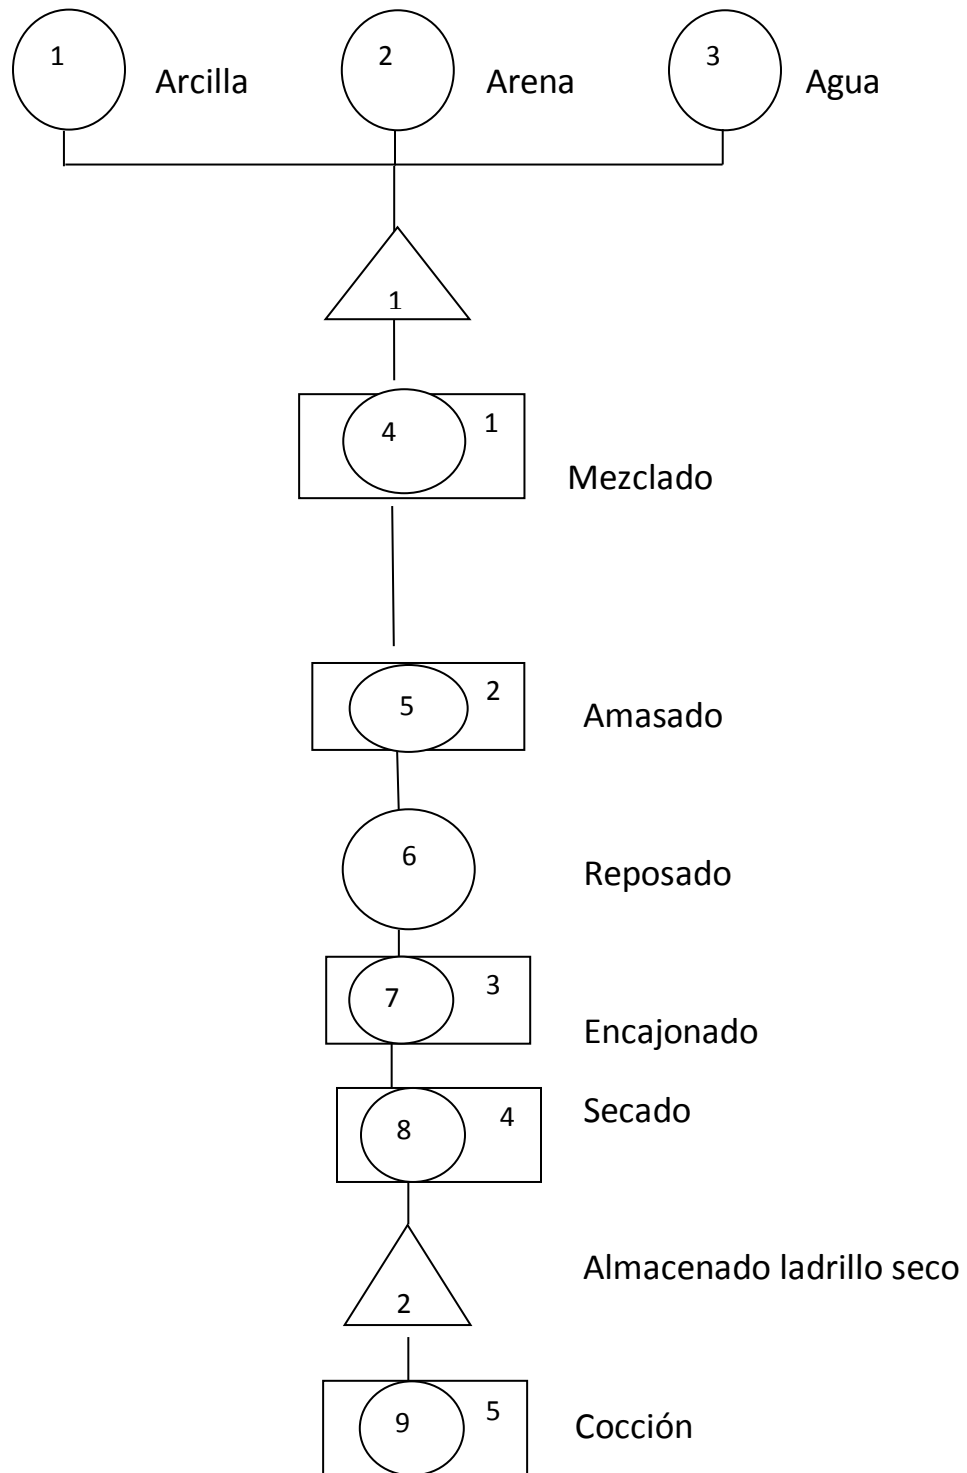 1 Arcilla 2 Arena 3 Agua
1
4 1
Mezclado
5 2 Amasado
6 Reposado
7 3
Encajonado
8 4 Secado
Almacenado ladrillo seco
2
9 5 Cocción